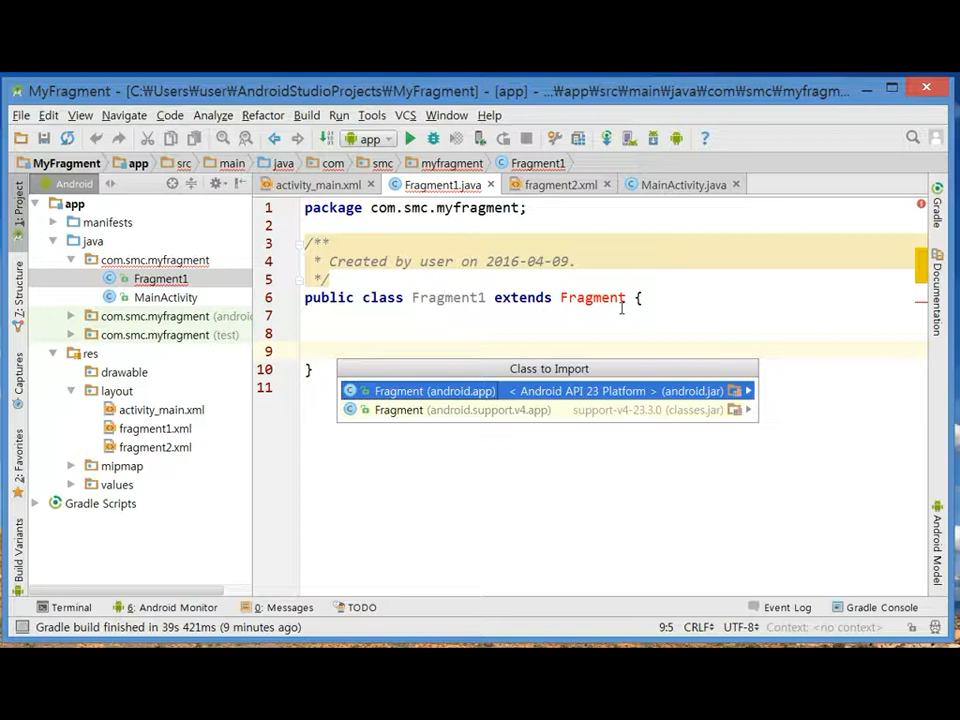 MyFragment - [C:₩Users₩user₩AndroidStudioProjects₩MyFragment] - [app] - ...₩app₩src₩main₩java₩com₩smc₩myfragm...
File Edit View Navigate Code Analyze Refactor Build Run Tools VCS Window Help
app
MyFragment app src main java com smc myfragment Fragment1
Android
activity_main.xml Fragment1.java fragment2.xml MainActivity.java
1: Project
Z: Structure
Captures
2: Favorites
Build Variants
app
manifests
java
com.smc.myfragment
Fragment1
MainActivity
com.smc.myfragment (android
com.smc.myfragment (test)
res
drawable
layout
activity_main.xml
fragment1.xml
fragment2.xml
mipmap
values
Gradle Scripts
1 package com.smc.myfragment;
2
3 /**
4 * Created by user on 2016-04-09.
5 */
6 public class Fragment1 extends Fragment {
7
8
9
10 }
11
Class to Import
Fragment (android.app) < Android API 23 Platform > (android.jar)
Fragment (android.support.v4.app) support-v4-23.3.0 (classes.jar)
Gradle
Documentation
Android Model
Terminal 6: Android Monitor 0: Messages TODO Event Log Gradle Console
Gradle build finished in 39s 421ms (9 minutes ago) 9:5 CRLF UTF-8 Context: <no context>